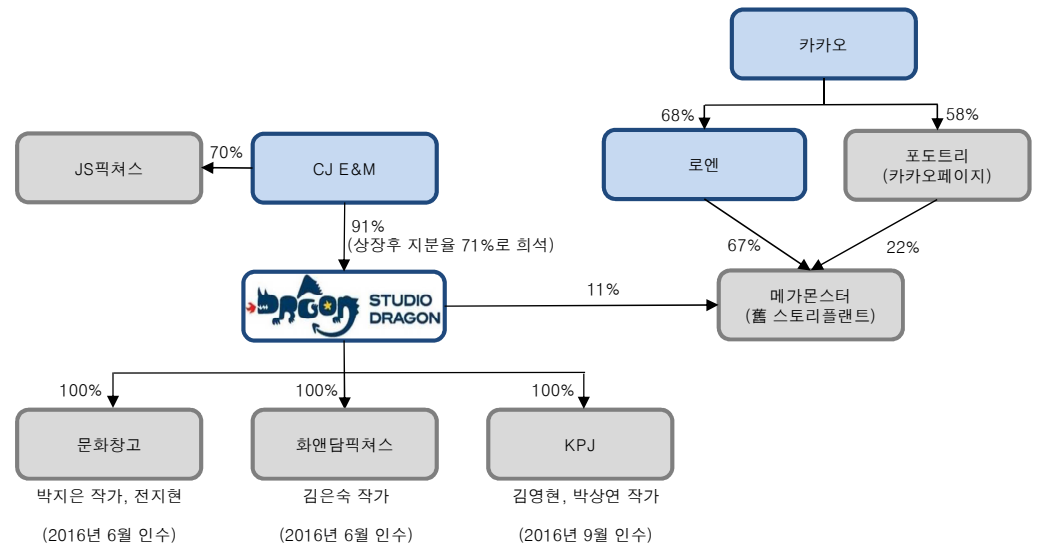 카카오
68%
58%
JS픽쳐스
70%
CJ E&M
로엔
포도트리
(카카오페이지)
91%
(상장후 지분율 71%로 희석)
67%
22%
DRAGON
STUDIO
DRAGON
11%
메가몬스터
(舊 스토리플랜트)
100%
100%
100%
문화창고
화앤담픽쳐스
KPJ
박지은 작가, 전지현
김은숙 작가
김영현, 박상연 작가
(2016년 6월 인수)
(2016년 6월 인수)
(2016년 9월 인수)